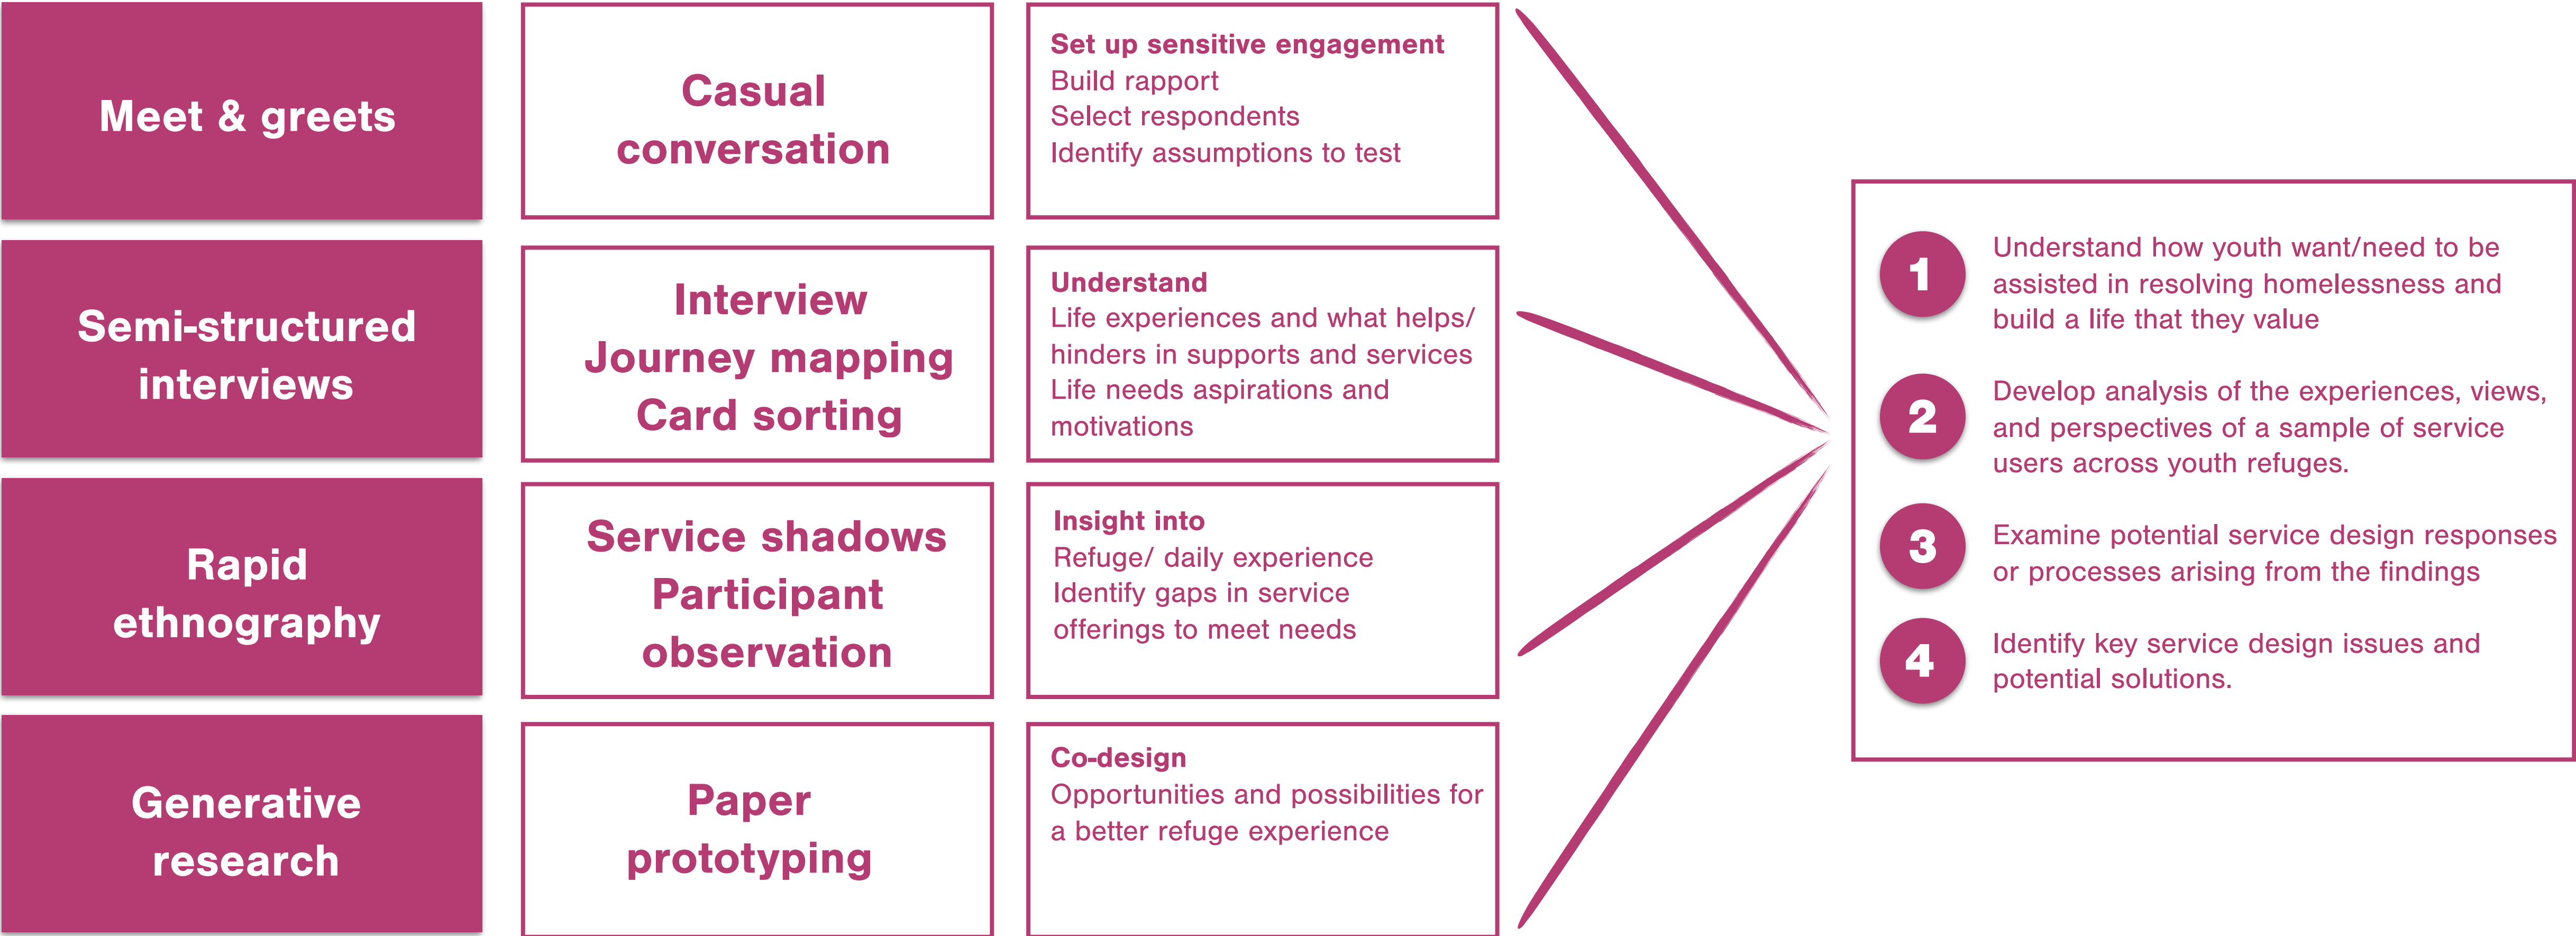 Meet & greets
Casual
conversation
Set up sensitive engagement
Build rapport
Select respondents
Identify assumptions to test
Semi-structured
interviews
Interview
Journey mapping
Card sorting
Understand
Life experiences and what helps/
hinders in supports and services
Life needs aspirations and
motivations
Rapid
ethnography
Service shadows
Participant
observation
Insight into
Refuge/ daily experience
Identify gaps in service
offerings to meet needs
Generative
research
Paper
prototyping
Co-design
Opportunities and possibilities for
a better refuge experience
1
Understand how youth want/need to be
assisted in resolving homelessness and
build a life that they value
2
Develop analysis of the experiences, views,
and perspectives of a sample of service
users across youth refuges.
3
Examine potential service design responses
or processes arising from the findings
4
Identify key service design issues and
potential solutions.